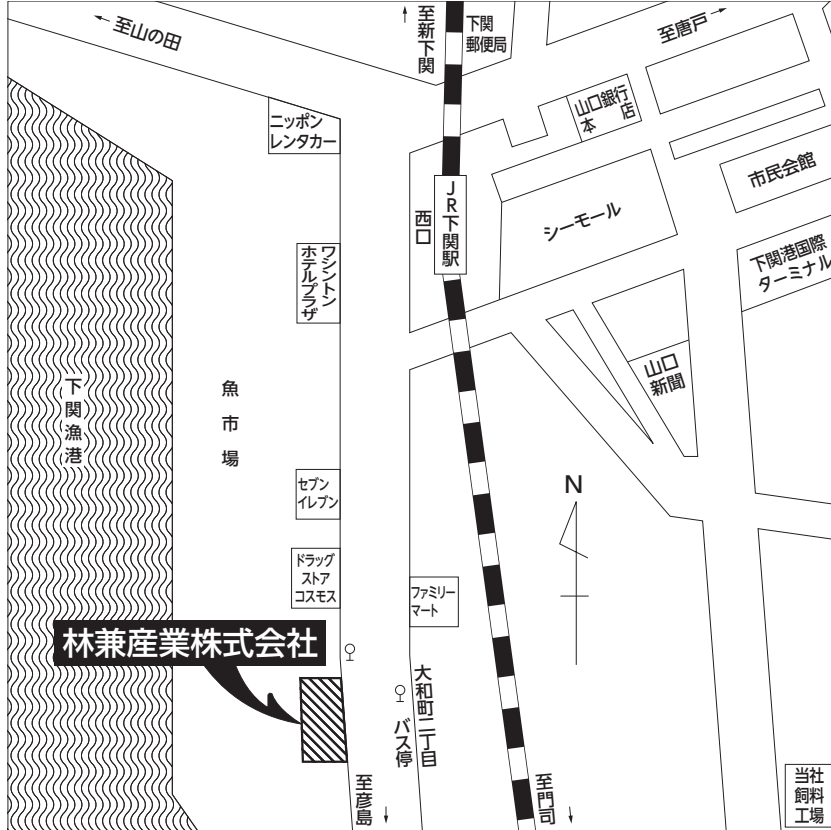 ←至山の田
↑至新下関
下関
郵便局
至唐戸→
ニッポン
レンタカー
山口銀行
本店
市民会館
JR下関駅
西口
シーモール
下関港国際
ターミナル
ワシントン
ホテルプラザ
山口
新聞
下関漁港
魚市場
セブン
イレブン
N
ドラッグ
ストア
コスモス
ファミリー
マート
林兼産業株式会社
大和町二丁目
バス停
至彦島↓
至門司↓
当社
飼料
工場